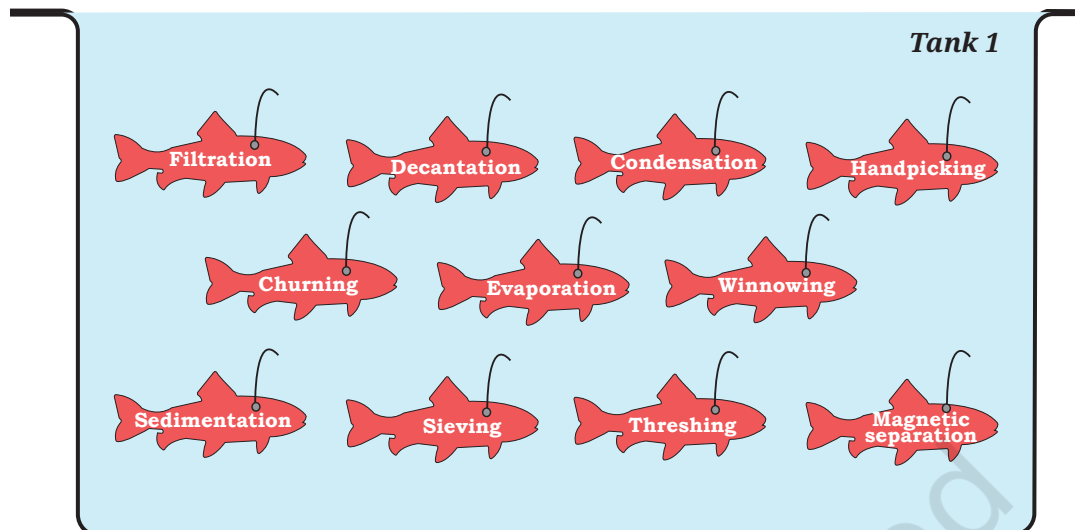 Tank 1
Filtration
Decantation
Condensation
Handpicking
Churning
Evaporation
Winnowing
Sedimentation
Sieving
Threshing
Magnetic
separation